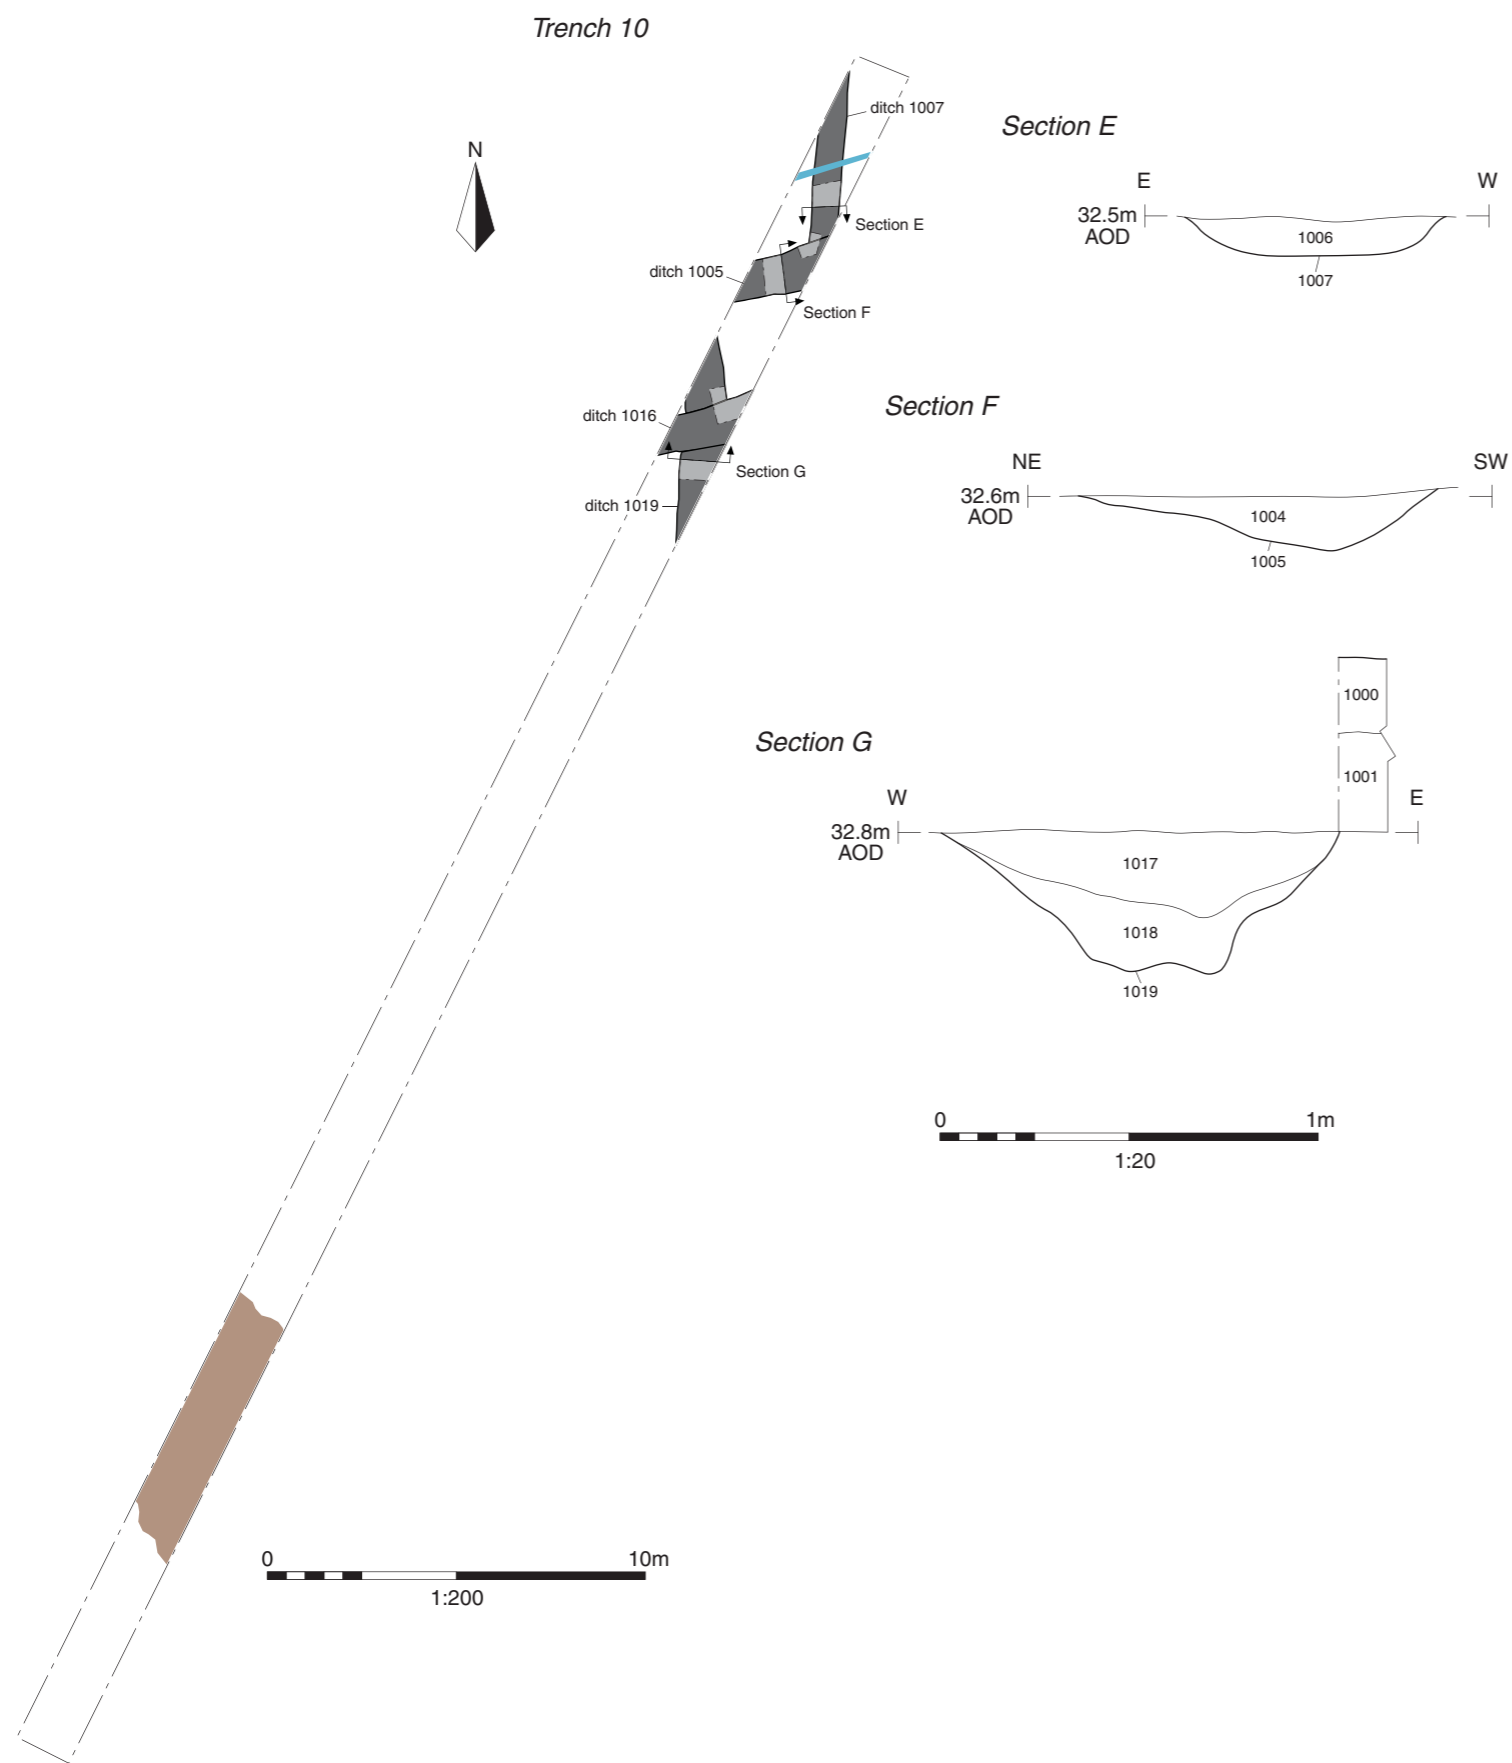 Trench 10
N
ditch 1007
Section E
ditch 1005
Section F
ditch 1016
Section G
ditch 1019
Section E
E
W
32.5m
AOD
1006
1007
Section F
NE
SW
32.6m
AOD
1004
1005
Section G
1000
1001
W
E
32.8m
AOD
1017
1018
1019
0
1m
1:20
0
10m
1:200